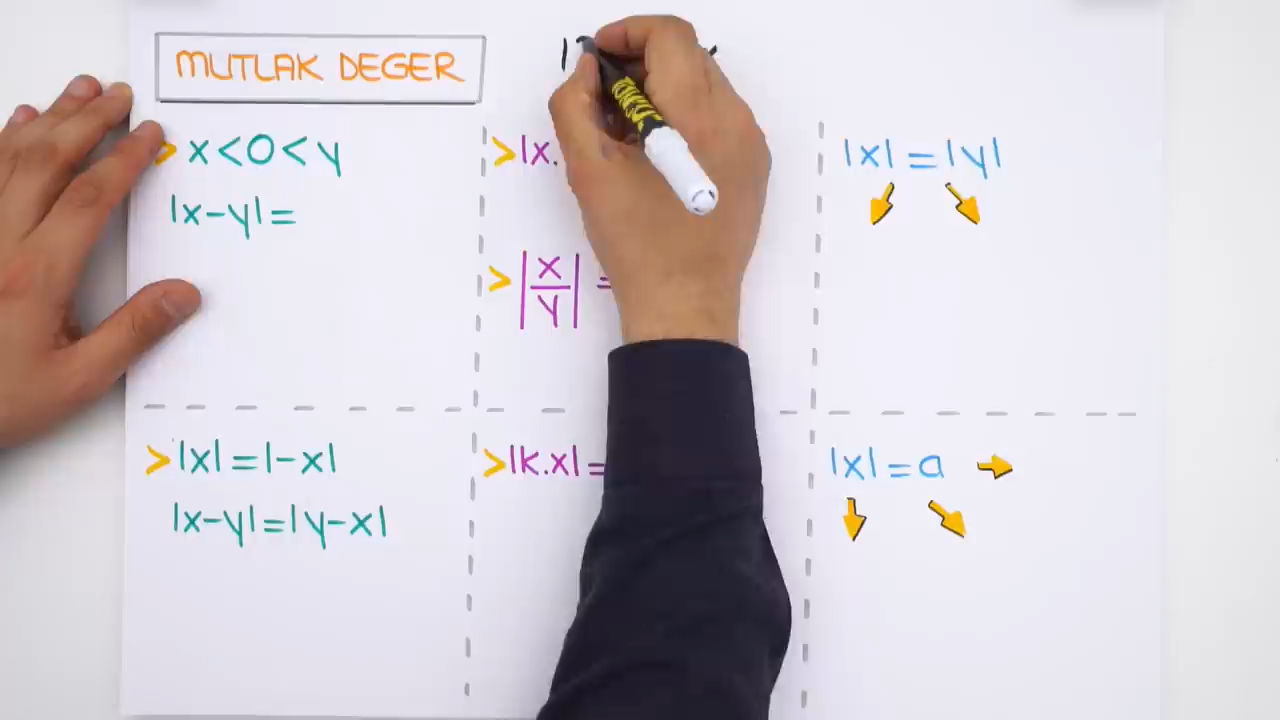 MUTLAK DEGER
> x < 0 < y
|x-y| =
> |x.
> |x/y| =
|x| = |y|
> |x| = |-x|
|x-y| = |y-x|
> |K.x| =
|x| = a